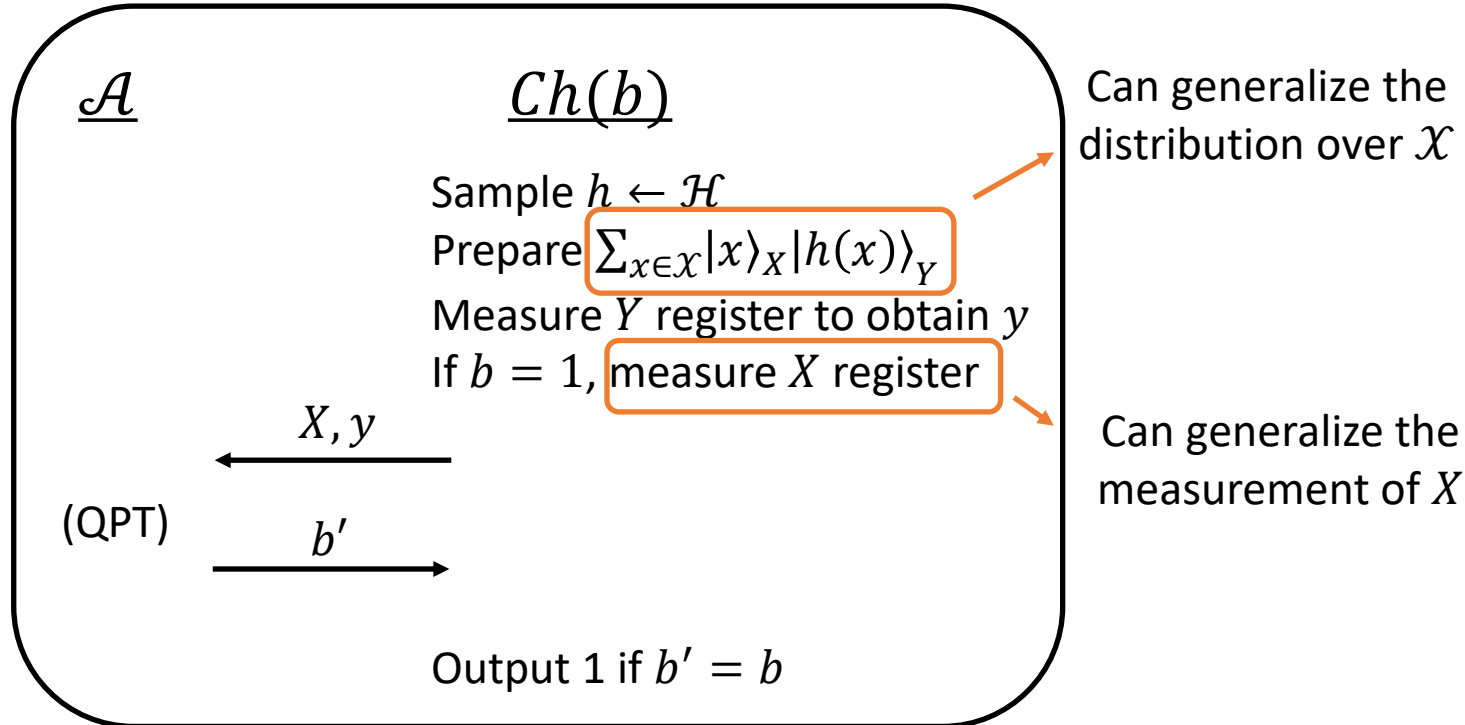 𝒜
Ch(b)
Can generalize the
distribution over 𝒳
Sample h ← ℋ
Prepare ∑_{x∈𝒳}|x⟩_X|h(x)⟩_Y
Measure Y register to obtain y
If b = 1, measure X register
X, y
Can generalize the
measurement of X
(QPT)
b′
Output 1 if b′ = b